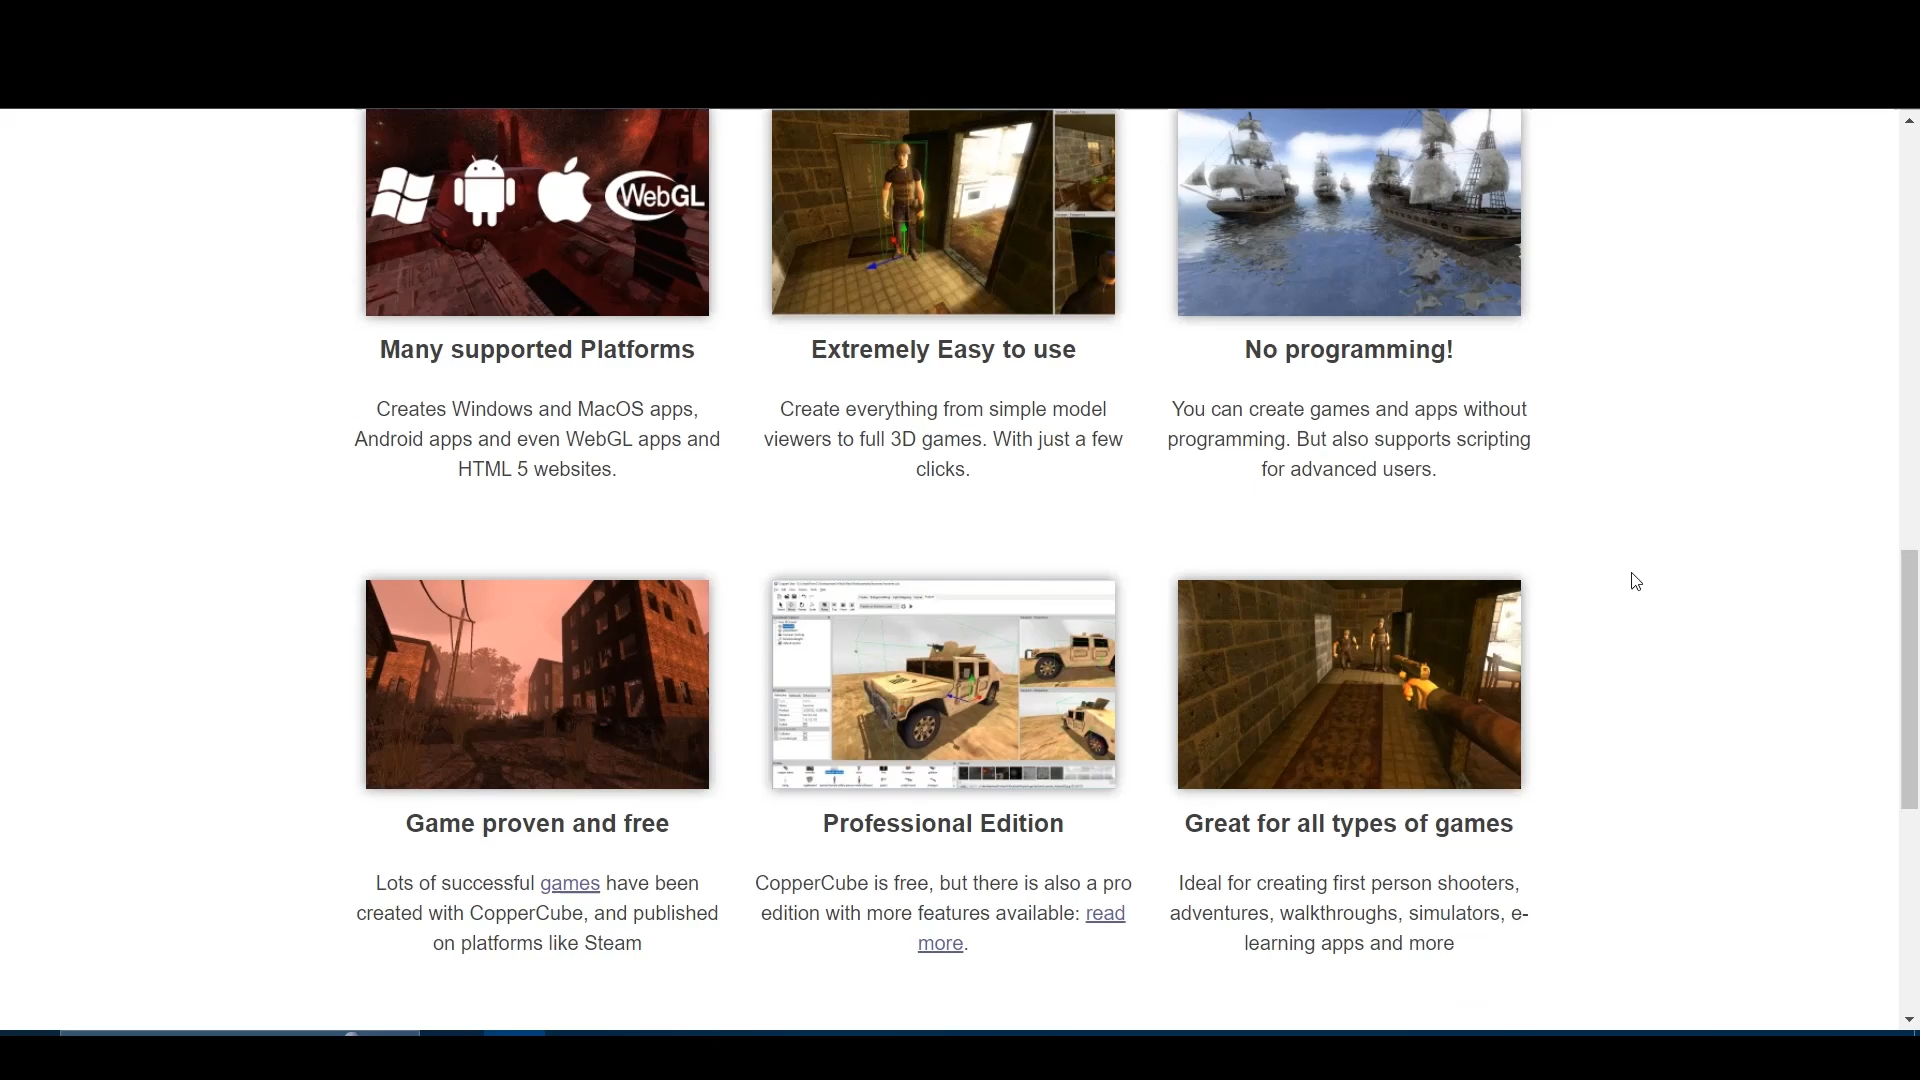 WebGL
Many supported Platforms
Creates Windows and MacOS apps,
Android apps and even WebGL apps and
HTML 5 websites.
Extremely Easy to use
Create everything from simple model
viewers to full 3D games. With just a few
clicks.
No programming!
You can create games and apps without
programming. But also supports scripting
for advanced users.
Game proven and free
Lots of successful games have been
created with CopperCube, and published
on platforms like Steam
Professional Edition
CopperCube is free, but there is also a pro
edition with more features available: read
more.
Great for all types of games
Ideal for creating first person shooters,
adventures, walkthroughs, simulators, e-
learning apps and more